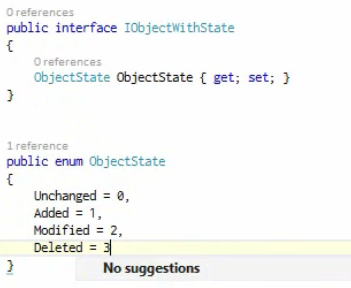 0 references
public interface IObjectWithState
{
0 references
ObjectState ObjectState { get; set; }
}
1 reference
public enum ObjectState
{
Unchanged = 0,
Added = 1,
Modified = 2,
Deleted = 3
}
No suggestions